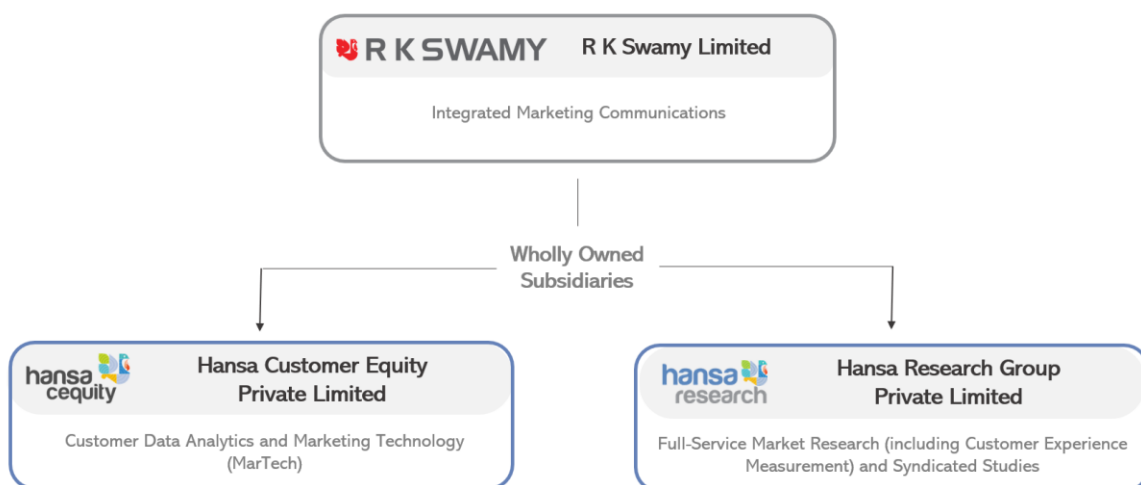 R K SWAMY R K Swamy Limited
Integrated Marketing Communications
Wholly Owned
Subsidiaries
hansa
cequity
Hansa Customer Equity
Private Limited
Customer Data Analytics and Marketing Technology
(MarTech)
hansa
research
Hansa Research Group
Private Limited
Full-Service Market Research (including Customer Experience
Measurement) and Syndicated Studies